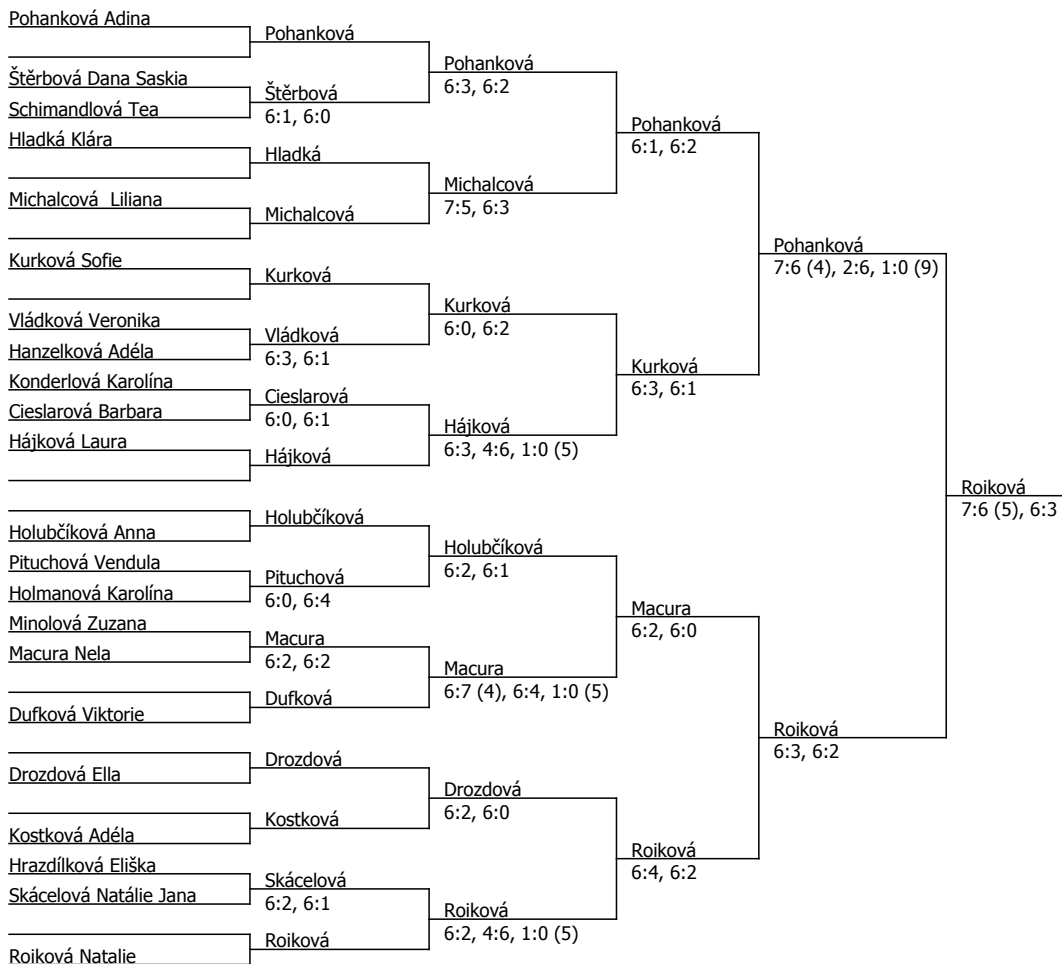 Pohanková Adina
Štěrbová Dana Saskia
Schimandlová Tea
Hladká Klára
Michalcová  Liliana
Kurková Sofie
Vládková Veronika
Hanzelková Adéla
Konderlová Karolína
Cieslarová Barbara
Hájková Laura
Holubčíková Anna
Pituchová Vendula
Holmanová Karolína
Minolová Zuzana
Macura Nela
Dufková Viktorie
Drozdová Ella
Kostková Adéla
Hrazdílková Eliška
Skácelová Natálie Jana
Roiková Natalie
Pohanková
Štěrbová
6:1, 6:0
Hladká
Michalcová
Kurková
Vládková
6:3, 6:1
Cieslarová
6:0, 6:1
Hájková
Holubčíková
Pituchová
6:0, 6:4
Macura
6:2, 6:2
Dufková
Drozdová
Kostková
Skácelová
6:2, 6:1
Roiková
Pohanková
6:3, 6:2
Michalcová
7:5, 6:3
Kurková
6:0, 6:2
Hájková
6:3, 4:6, 1:0 (5)
Holubčíková
6:2, 6:1
Macura
6:7 (4), 6:4, 1:0 (5)
Drozdová
6:2, 6:0
Roiková
6:2, 4:6, 1:0 (5)
Pohanková
6:1, 6:2
Kurková
6:3, 6:1
Macura
6:2, 6:0
Roiková
6:4, 6:2
Pohanková
7:6 (4), 2:6, 1:0 (9)
Roiková
6:3, 6:2
Roiková
7:6 (5), 6:3